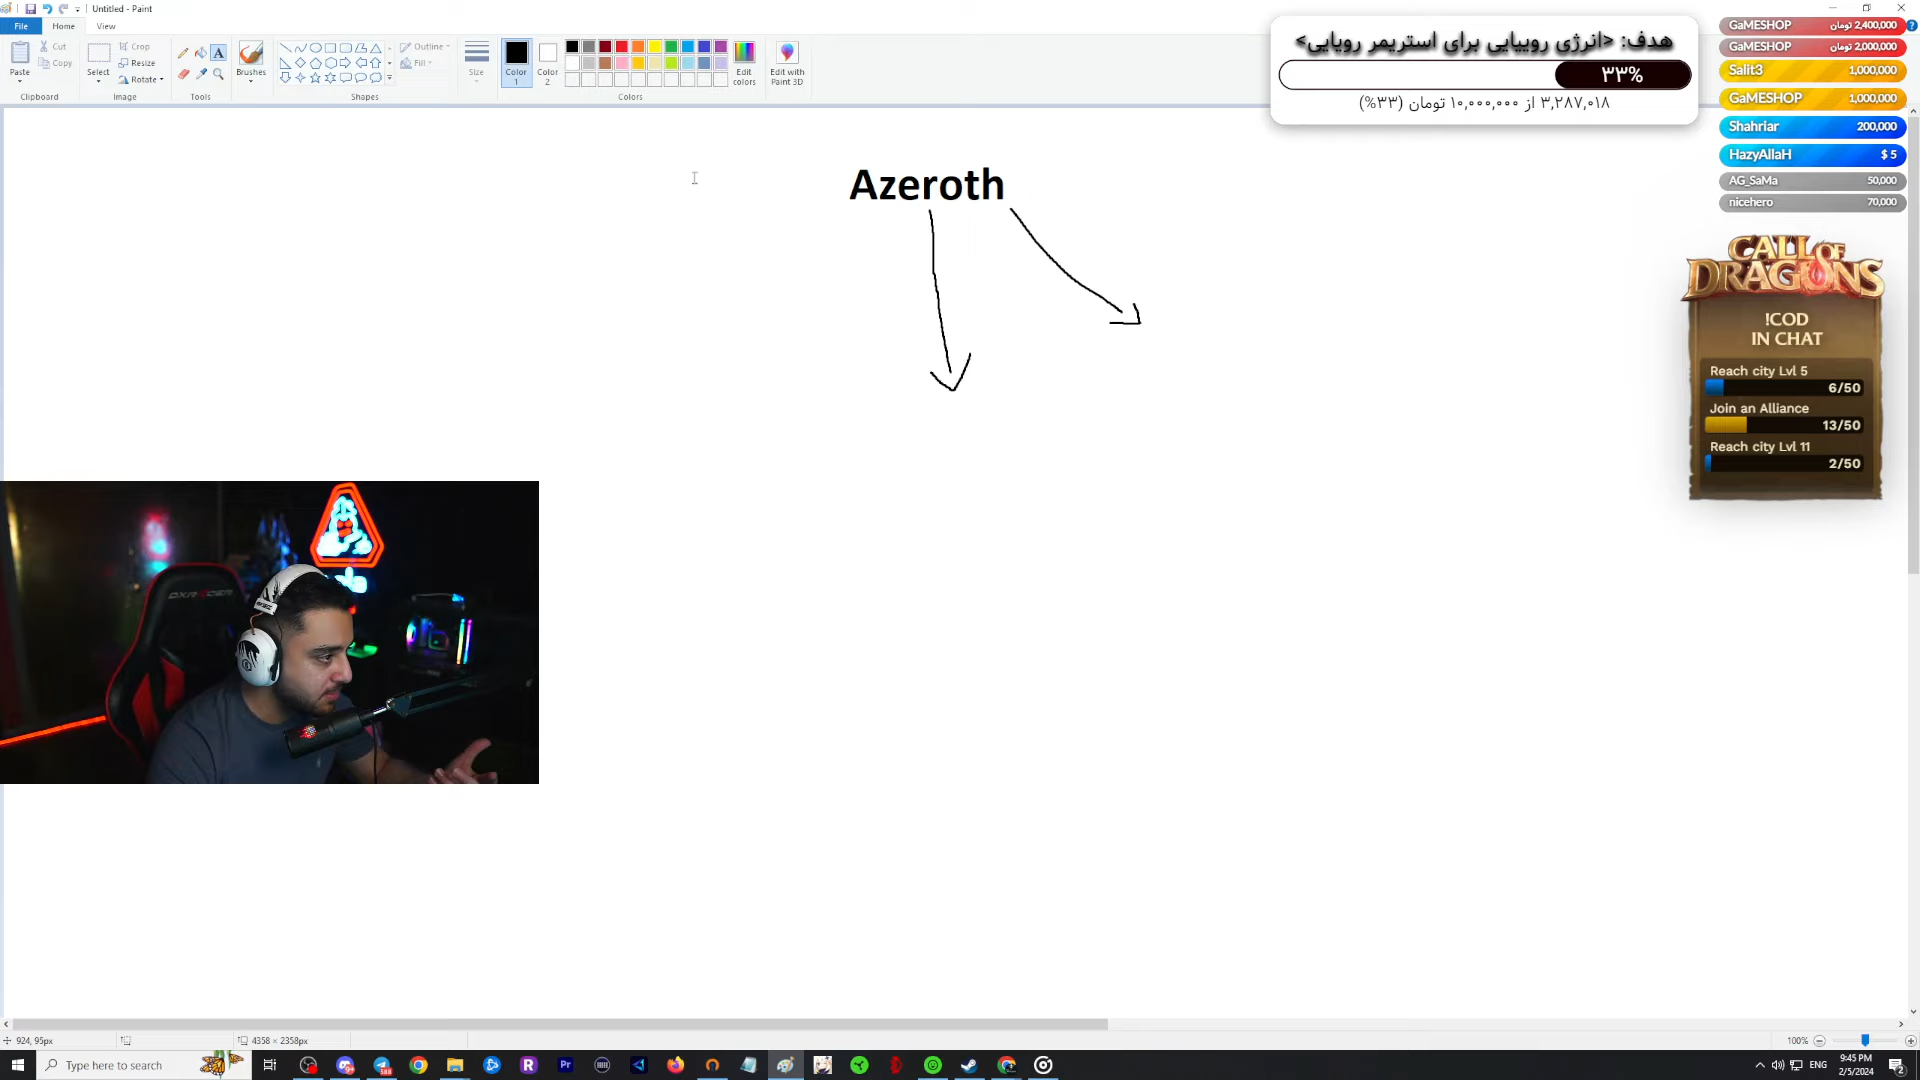 Untitled - Paint
File
Home
View
Paste
Cut
Copy
Clipboard
Select
Crop
Resize
Rotate
Image
A
Tools
Brushes
Outline
Fill
Shapes
Size
Color 1
Color 2
Edit colors
Edit with Paint 3D
Colors
هدف: <انرژی روییایی برای استریمر رویایی>
۳۳%
۳,۲۸۷,۰۱۸ از ۱۰,۰۰۰,۰۰۰ تومان (۳۳%)
GaMESHOP 2,400,000 تومان
GaMESHOP 2,000,000 تومان
Salit3 1,000,000
GaMESHOP 1,000,000
Shahriar 200,000
HazyAllaH $ 5
AG_SaMa 50,000
nicehero 70,000
Azeroth
CALL OF DRAGONS
!COD
IN CHAT
Reach city Lvl 5
6/50
Join an Alliance
13/50
Reach city Lvl 11
2/50
DXRACER
924, 95px
4358 × 2358px
100%
Type here to search
ENG
9:45 PM
2/5/2024